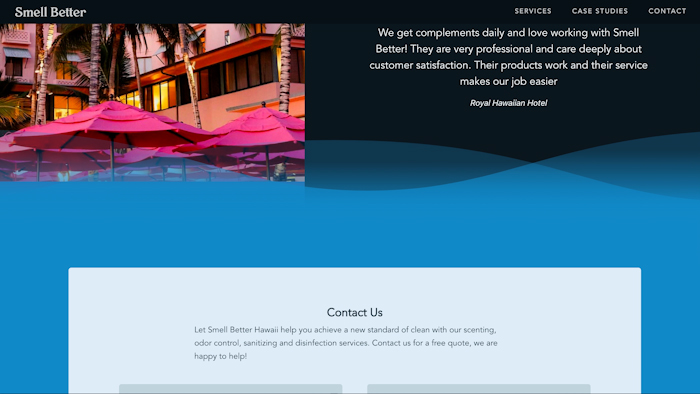 Smell Better
SERVICES CASE STUDIES CONTACT
We get complements daily and love working with Smell
Better! They are very professional and care deeply about
customer satisfaction. Their products work and their service
makes our job easier
Royal Hawaiian Hotel
Contact Us
Let Smell Better Hawaii help you achieve a new standard of clean with our scenting,
odor control, sanitizing and disinfection services. Contact us for a free quote, we are
happy to help!